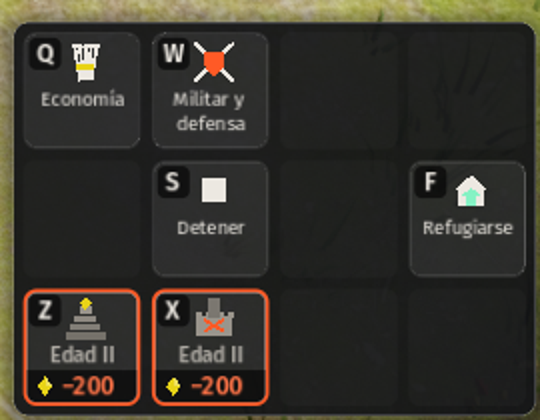 Q
Economía
W
Militar y
defensa
S
Detener
F
Refugiarse
Z
Edad II
-200
X
Edad II
-200